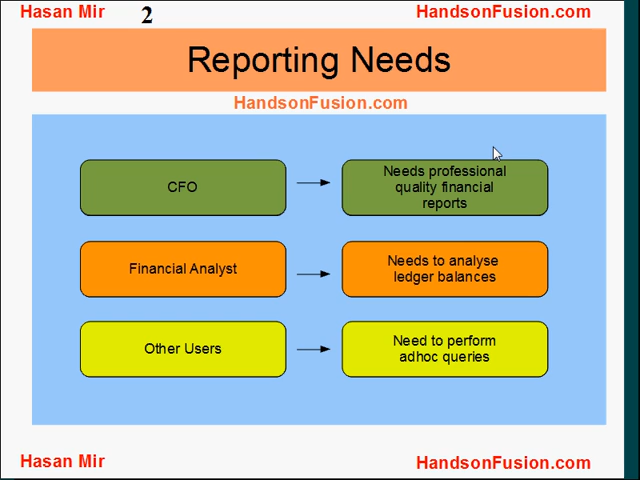 Hasan Mir 2 HandsonFusion.com
Reporting Needs
HandsonFusion.com
CFO
Needs professional
quality financial
reports
Financial Analyst
Needs to analyse
ledger balances
Other Users
Need to perform
adhoc queries
Hasan Mir HandsonFusion.com